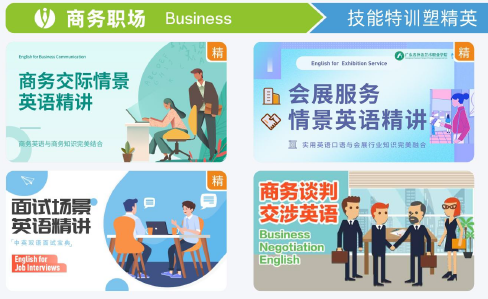 商务职场 Business
技能特训塑精英
精
English for Business Communication
商务交际情景
英语精讲
商务英语与商务知识完美结合
English for Exhibition Service
会展服务
情景英语精讲
实用英语口语与会展行业知识完美融合
精
面试场景
英语精讲
中英双语面试宝典
English for
Job Interviews
精
商务谈判
交涉英语
Business
Negotiation
English